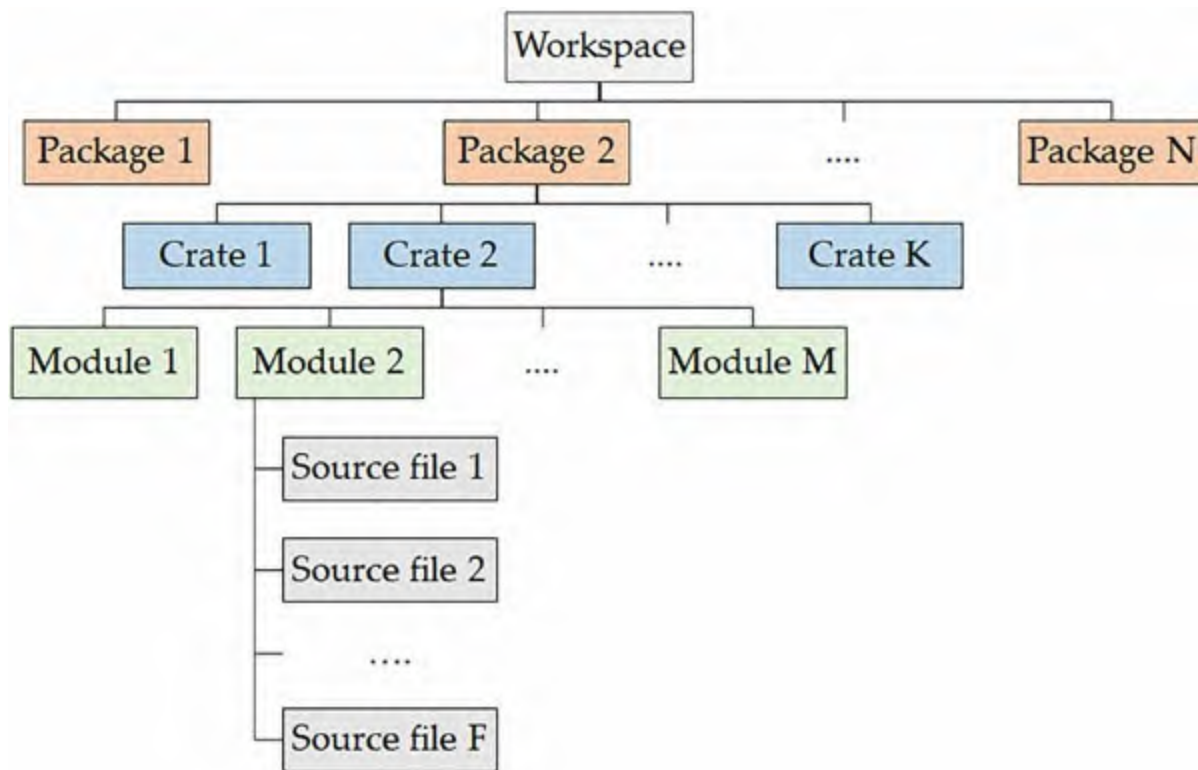 Workspace
Package 1
Package 2
....
Package N
Crate 1
Crate 2
....
Crate K
Module 1
Module 2
....
Module M
Source file 1
Source file 2
....
Source file F